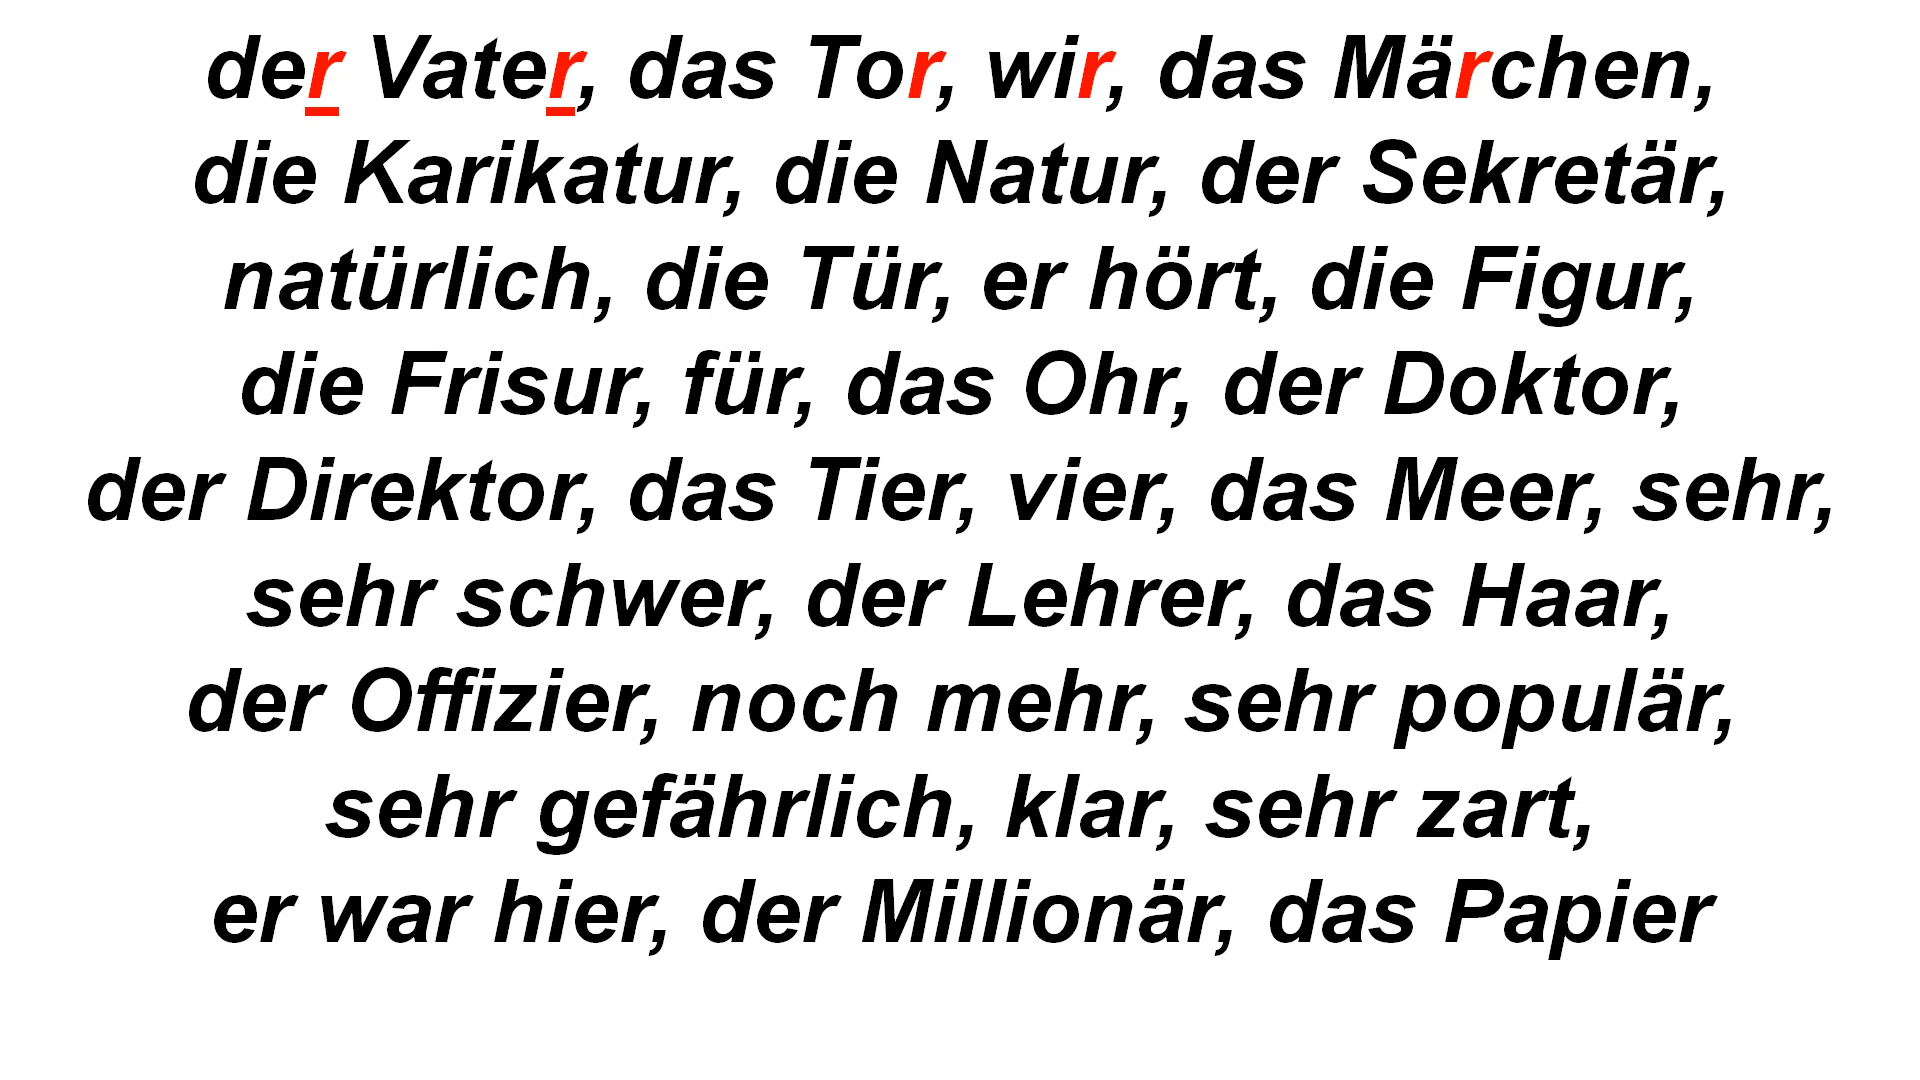 der Vater, das Tor, wir, das Märchen,
die Karikatur, die Natur, der Sekretär,
natürlich, die Tür, er hört, die Figur,
die Frisur, für, das Ohr, der Doktor,
der Direktor, das Tier, vier, das Meer, sehr,
sehr schwer, der Lehrer, das Haar,
der Offizier, noch mehr, sehr populär,
sehr gefährlich, klar, sehr zart,
er war hier, der Millionär, das Papier